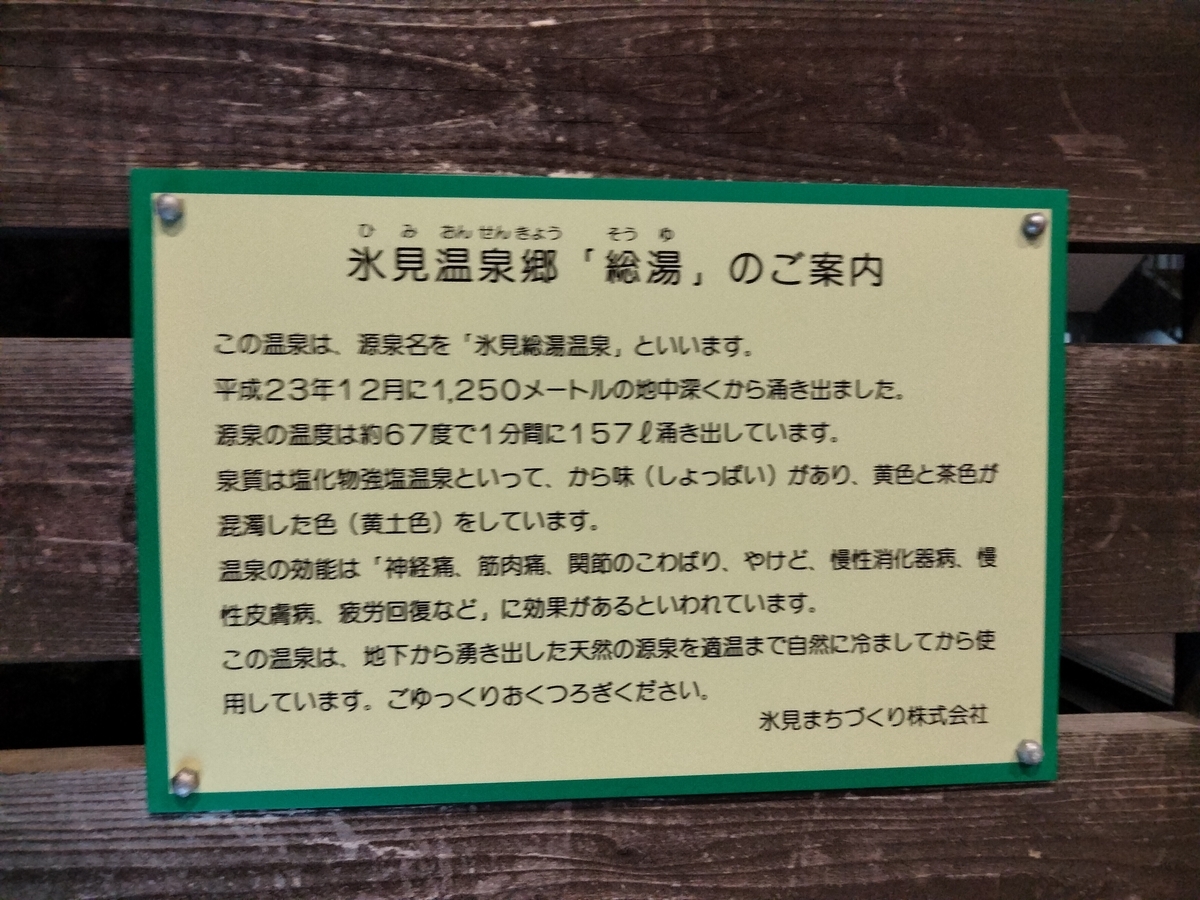 ひ み おんせんきょう そう ゆ
氷見温泉郷「総湯」のご案内
この温泉は、源泉名を「氷見総湯温泉」といいます。
平成23年12月に1,250メートルの地中深くから涌き出ました。
源泉の温度は約67度で1分間に157ℓ涌き出しています。
泉質は塩化物強塩温泉といって、から味（しょっぱい）があり、黄色と茶色が
混濁した色（黄土色）をしています。
温泉の効能は「神経痛、筋肉痛、関節のこわばり、やけど、慢性消化器病、慢
性皮膚病、疲労回復など」に効果があるといわれています。
この温泉は、地下から湧き出した天然の源泉を適温まで自然に冷ましてから使
用しています。ごゆっくりおくつろぎください。
氷見まちづくり株式会社